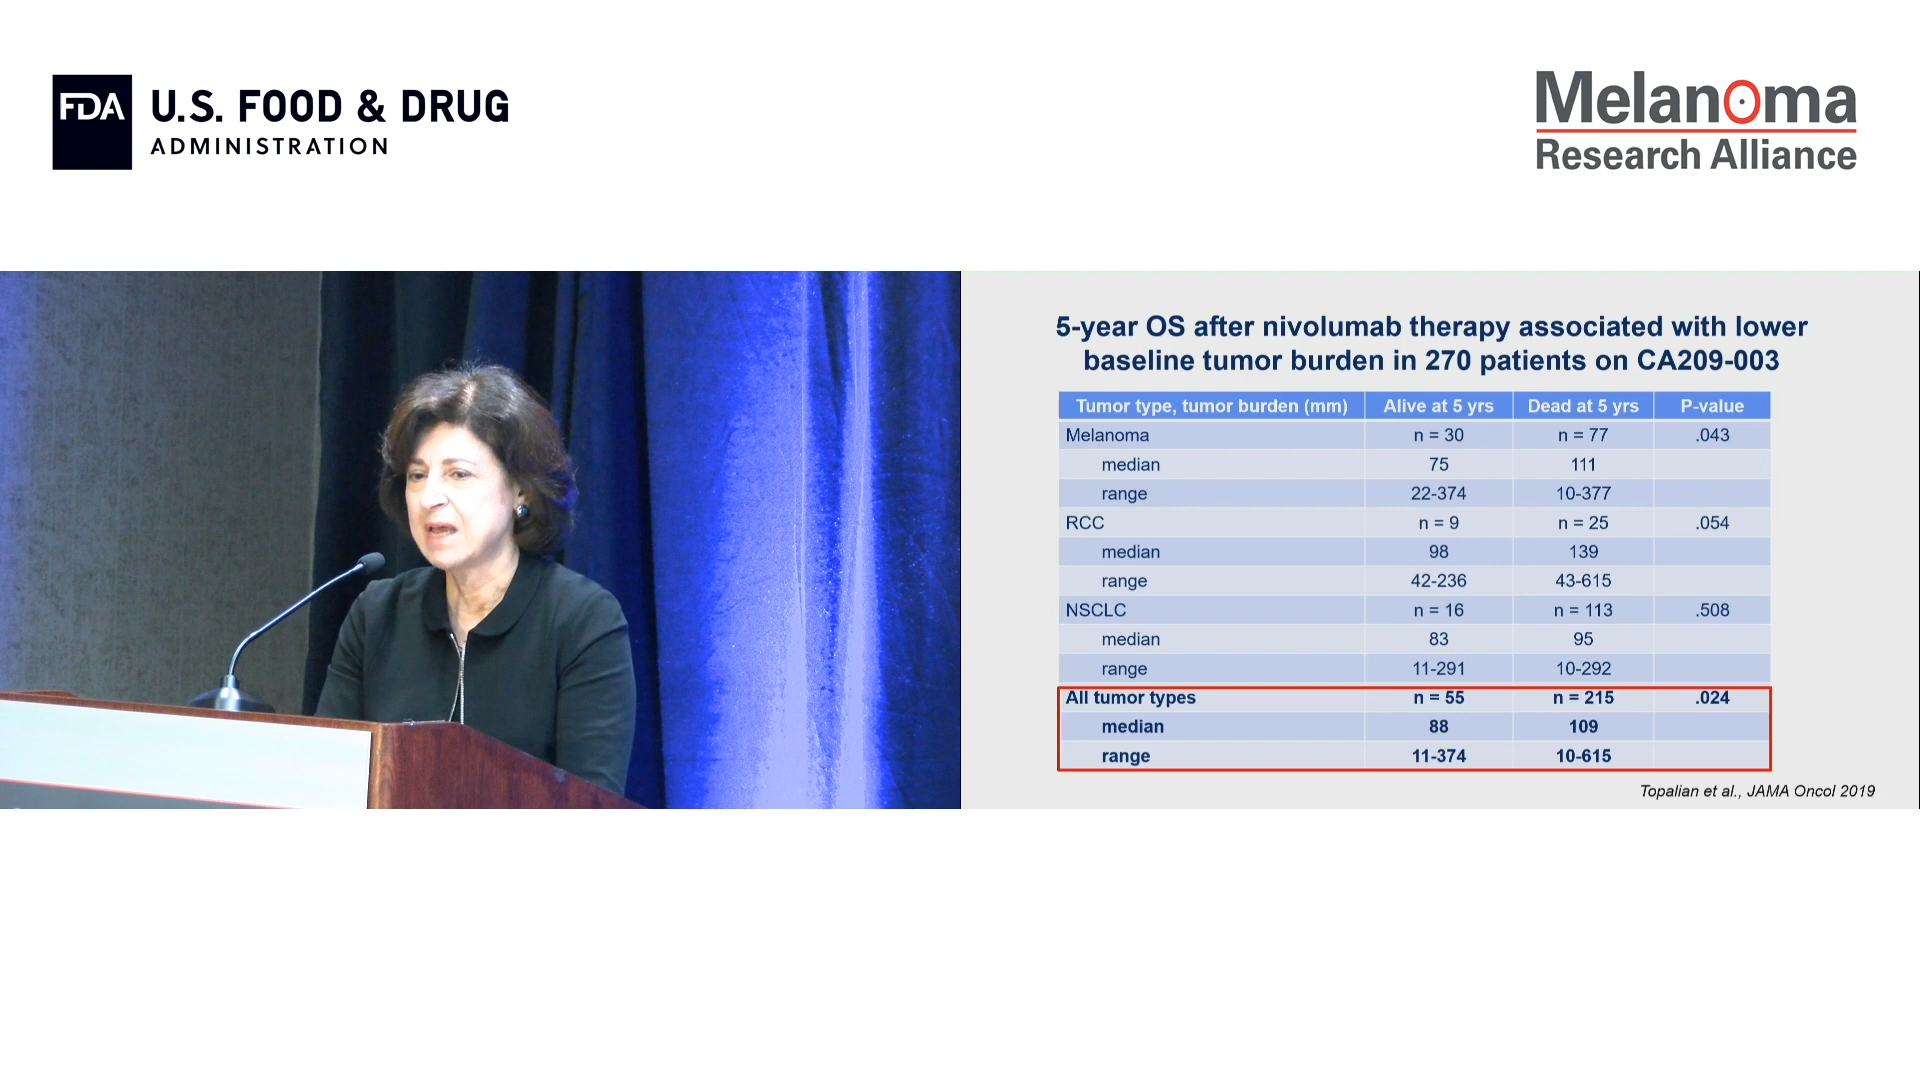 FDA U.S. FOOD & DRUG
ADMINISTRATION
Melanoma
Research Alliance
5-year OS after nivolumab therapy associated with lower
baseline tumor burden in 270 patients on CA209-003
Tumor type, tumor burden (mm) Alive at 5 yrs Dead at 5 yrs P-value
Melanoma n = 30 n = 77 .043
median 75 111
range 22-374 10-377
RCC n = 9 n = 25 .054
median 98 139
range 42-236 43-615
NSCLC n = 16 n = 113 .508
median 83 95
range 11-291 10-292
All tumor types n = 55 n = 215 .024
median 88 109
range 11-374 10-615
Topalian et al., JAMA Oncol 2019